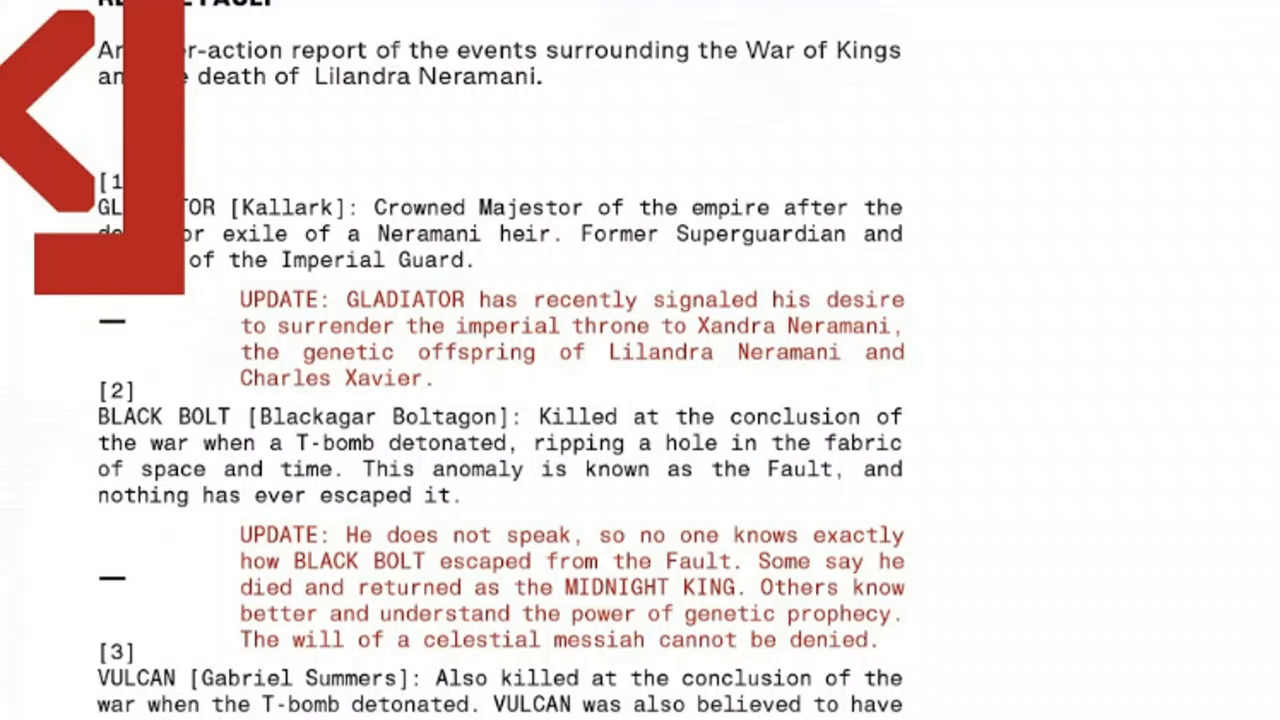 An er-action report of the events surrounding the War of Kings
an e death of Lilandra Neramani.
[1
GL TOR [Kallark]: Crowned Majestor of the empire after the
de or exile of a Neramani heir. Former Superguardian and
of the Imperial Guard.
UPDATE: GLADIATOR has recently signaled his desire
to surrender the imperial throne to Xandra Neramani,
the genetic offspring of Lilandra Neramani and
Charles Xavier.
[2]
BLACK BOLT [Blackagar Boltagon]: Killed at the conclusion of
the war when a T-bomb detonated, ripping a hole in the fabric
of space and time. This anomaly is known as the Fault, and
nothing has ever escaped it.
UPDATE: He does not speak, so no one knows exactly
how BLACK BOLT escaped from the Fault. Some say he
died and returned as the MIDNIGHT KING. Others know
better and understand the power of genetic prophecy.
The will of a celestial messiah cannot be denied.
[3]
VULCAN [Gabriel Summers]: Also killed at the conclusion of the
war when the T-bomb detonated. VULCAN was also believed to have